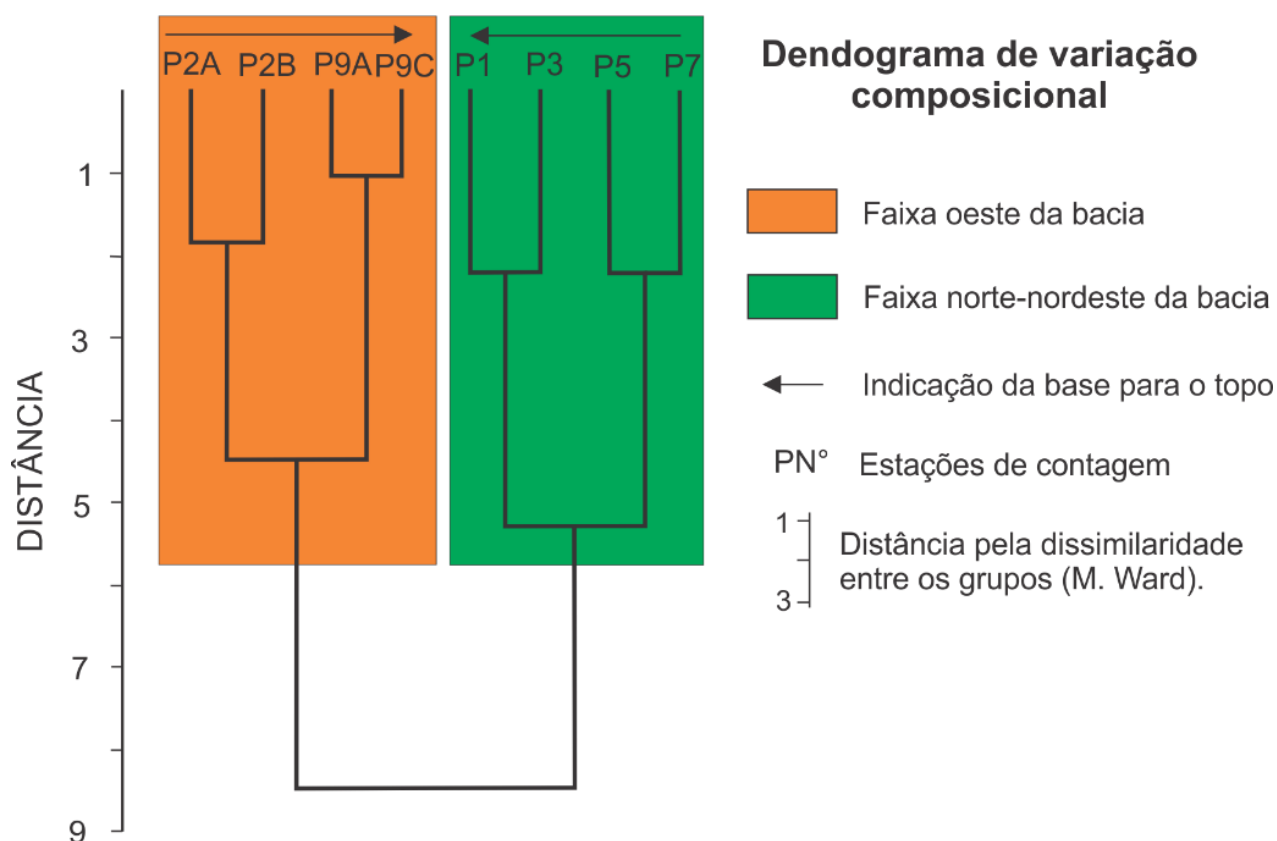 P2A P2B P9A P9C P1 P3 P5 P7
Dendograma de variação
composicional
1
3
5
7
9
DISTÂNCIA
Faixa oeste da bacia
Faixa norte-nordeste da bacia
Indicação da base para o topo
PN° Estações de contagem
1
3
Distância pela dissimilaridade
entre os grupos (M. Ward).